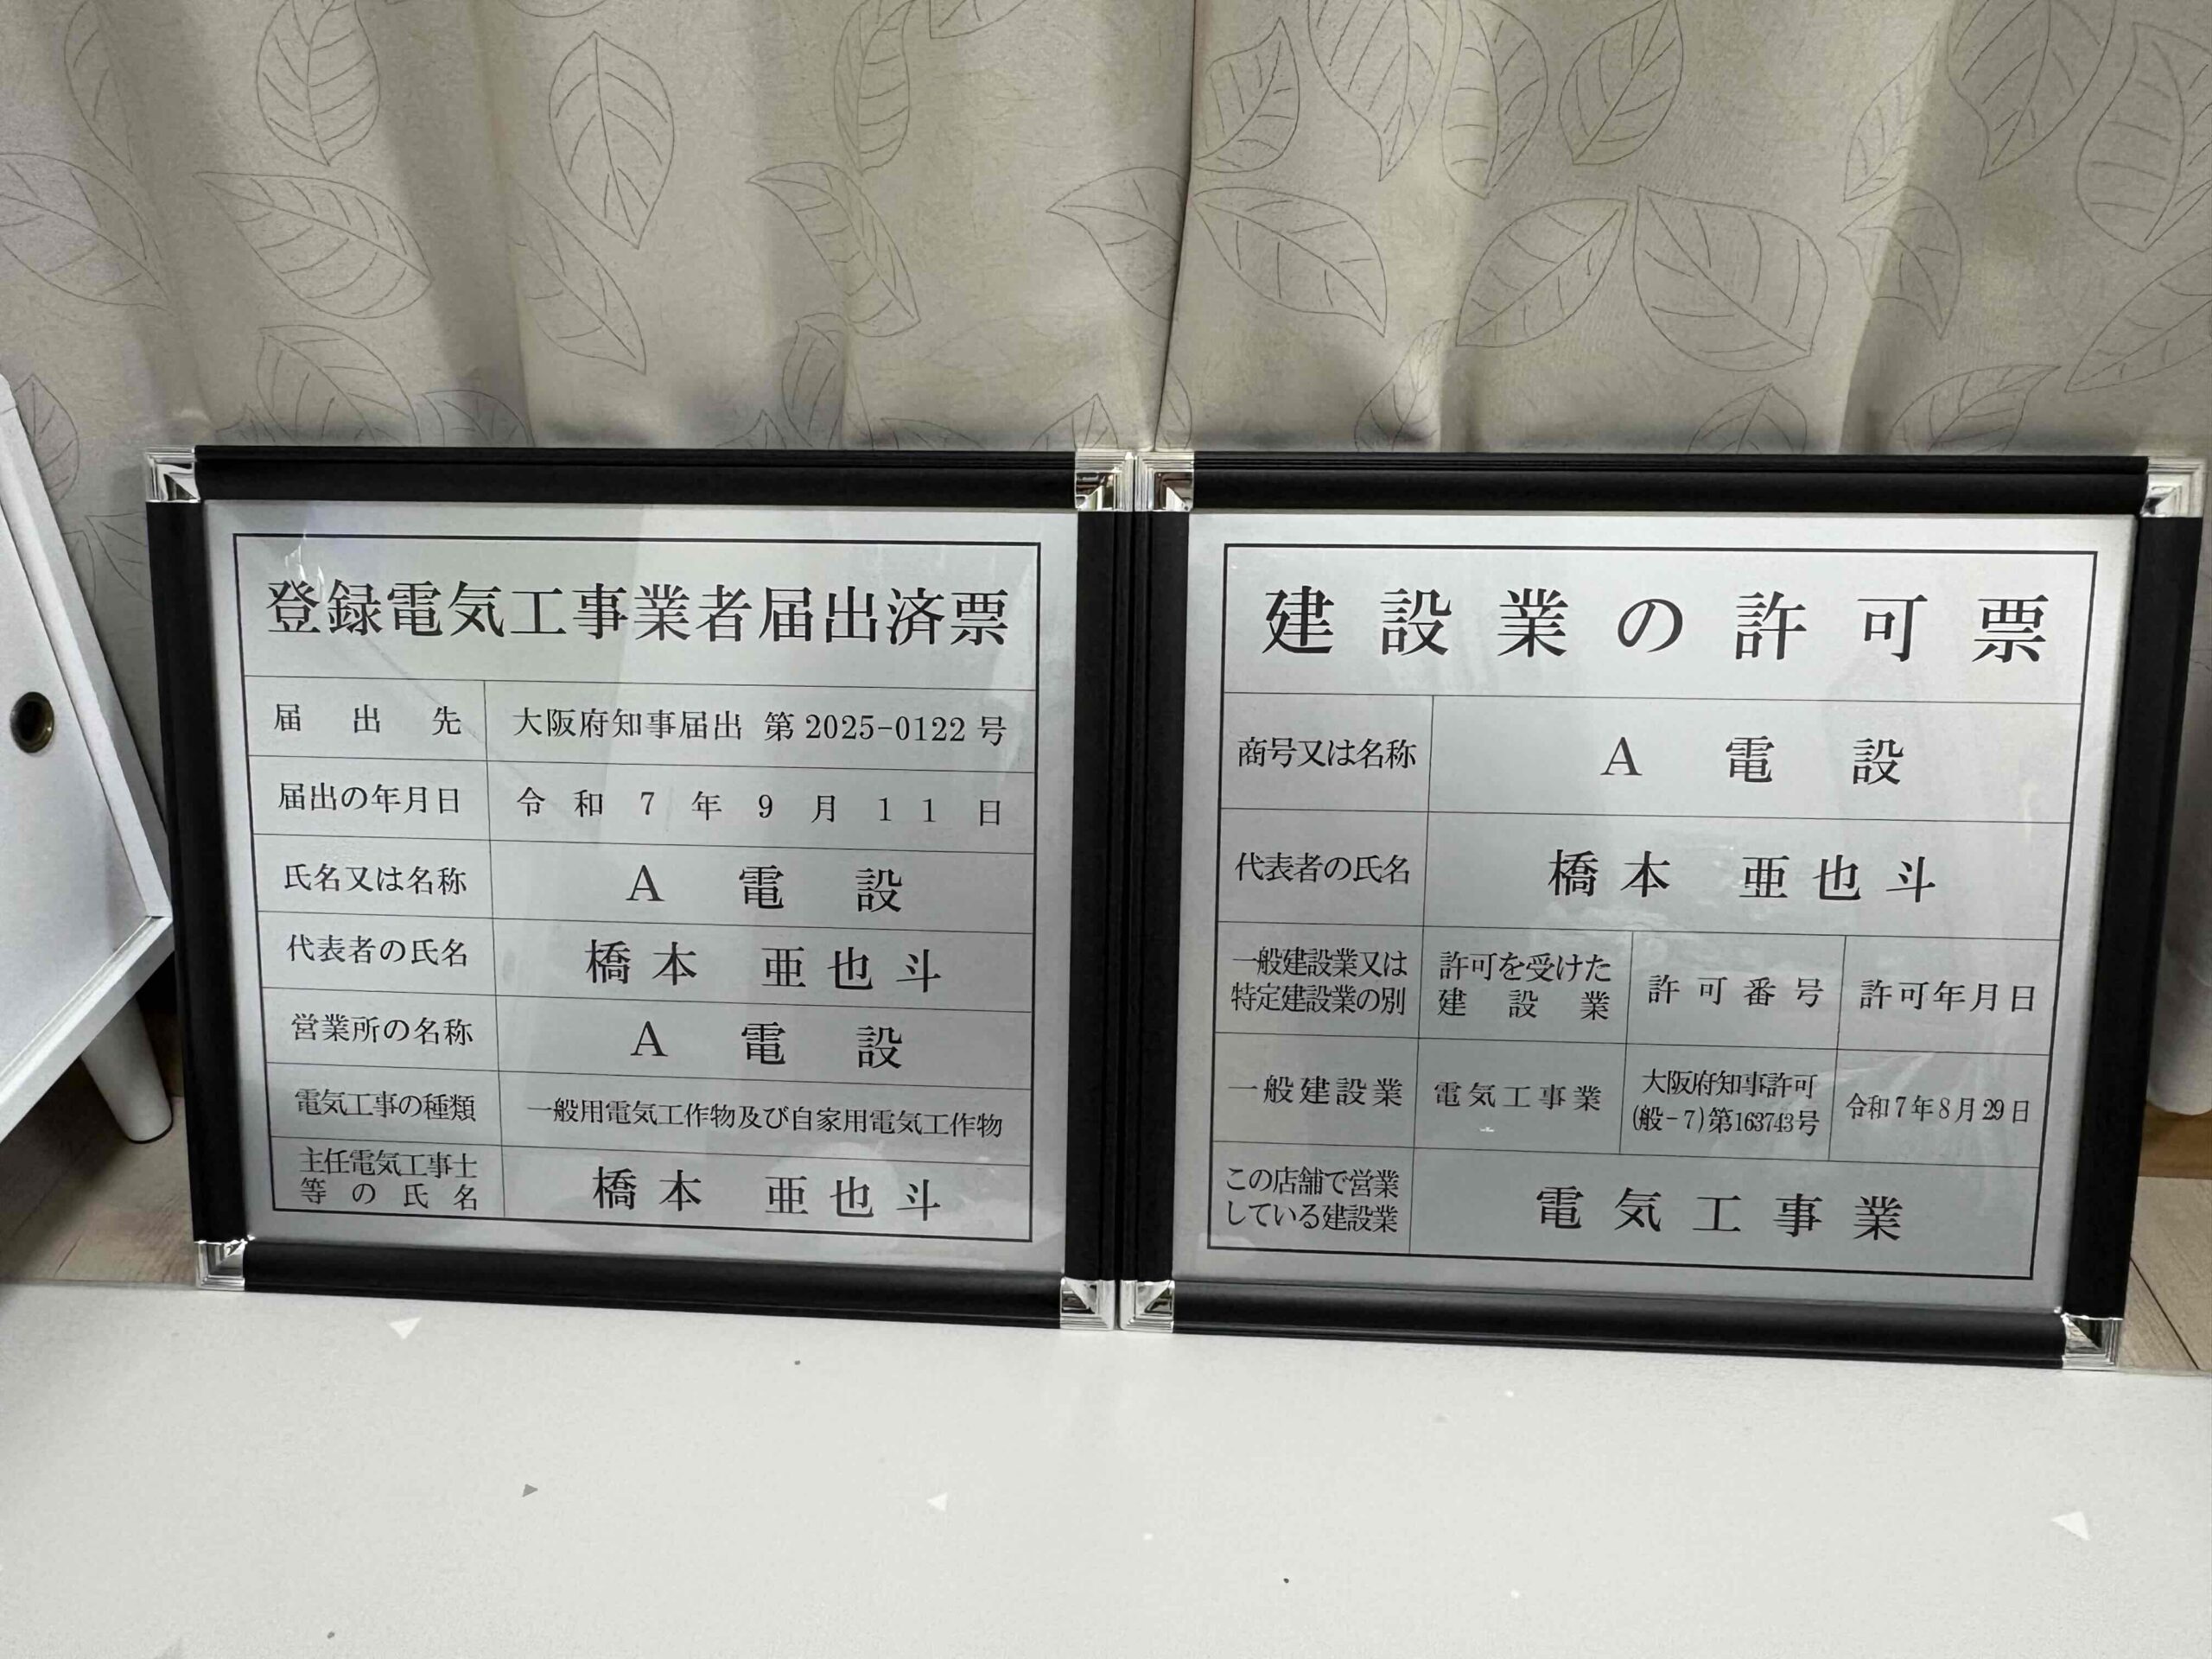 登録電気工事業者届出済票
届出先 大阪府知事届出 第2025-0122号
届出の年月日 令和7年9月11日
氏名又は名称 A電設
代表者の氏名 橋本 亜也斗
営業所の名称 A電設
電気工事の種類 一般用電気工作物及び自家用電気工作物
主任電気工事士
等の氏名 橋本 亜也斗
建設業の許可票
商号又は名称 A電設
代表者の氏名 橋本 亜也斗
一般建設業又は
特定建設業の別
許可を受けた
建設業
許可番号
許可年月日
一般建設業
電気工事業
大阪府知事許可
(般-7)第163743号
令和7年8月29日
この店舗で営業
している建設業
電気工事業